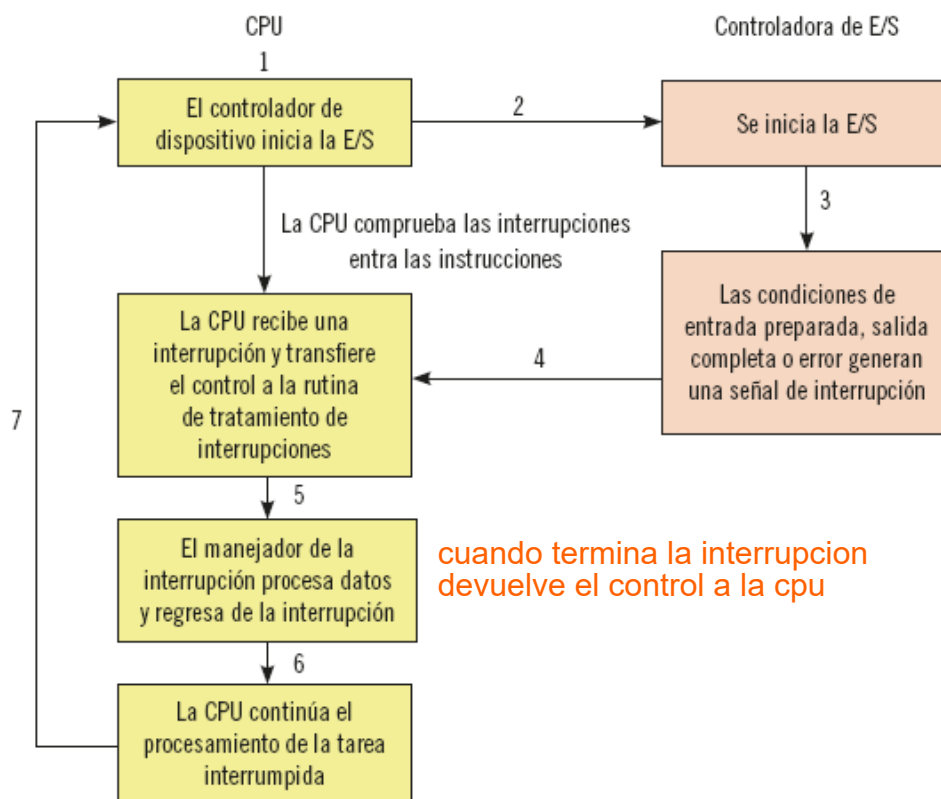 CPU
Controladora de E/S
1
El controlador de
dispositivo inicia la E/S
2
Se inicia la E/S
3
La CPU comprueba las interrupciones
entra las instrucciones
La CPU recibe una
interrupción y transfiere
el control a la rutina
de tratamiento de
interrupciones
4
Las condiciones de
entrada preparada, salida
completa o error generan
una señal de interrupción
7
5
El manejador de la
interrupción procesa datos
y regresa de la interrupción
cuando termina la interrupcion
devuelve el control a la cpu
6
La CPU continúa el
procesamiento de la tarea
interrumpida